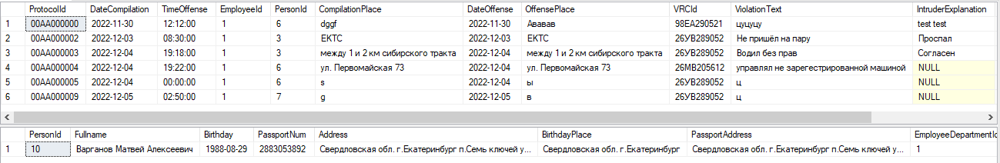 ProtocolId DateCompilation TimeOffense EmployeeId PersonId CompilationPlace DateOffense OffensePlace VRCId ViolationText IntruderExplanation
1 00AA000000 2022-11-30 12:12:00 1 6 dggf 2022-11-30 Ававав 98EA290521 цуцуцу test test
2 00AA000002 2022-12-03 08:30:00 1 3 ЕКТС 2022-12-03 ЕКТС 26УВ289052 Не пришёл на пару Проспал
3 00AA000003 2022-12-04 19:18:00 1 3 между 1 и 2 км сибирского тракта 2022-12-04 между 1 и 2 км сибирского тракта 26УВ289052 Водил без прав Согласен
4 00AA000004 2022-12-04 19:22:00 1 6 ул. Первомайская 73 2022-12-04 ул. Первомайская 73 26МВ205612 управлял не зарегестрированной машиной NULL
5 00AA000005 2022-12-04 00:00:00 1 6 s 2022-12-04 ы 26УВ289052 ц NULL
6 00AA000009 2022-12-05 02:50:00 1 7 g 2022-12-05 в 26УВ289052 ц NULL
PersonId Fullname Birthday PassportNum Address BirthdayPlace PassportAddress EmployeeDepartmentId
1 10 Варганов Матвей Алексеевич 1988-08-29 2883053892 Свердловская обл. г.Екатеринбург п.Семь ключей у... Свердловская обл. г.Екатеринбург Свердловская обл. г.Екатеринбург п.Семь ключей у... 1